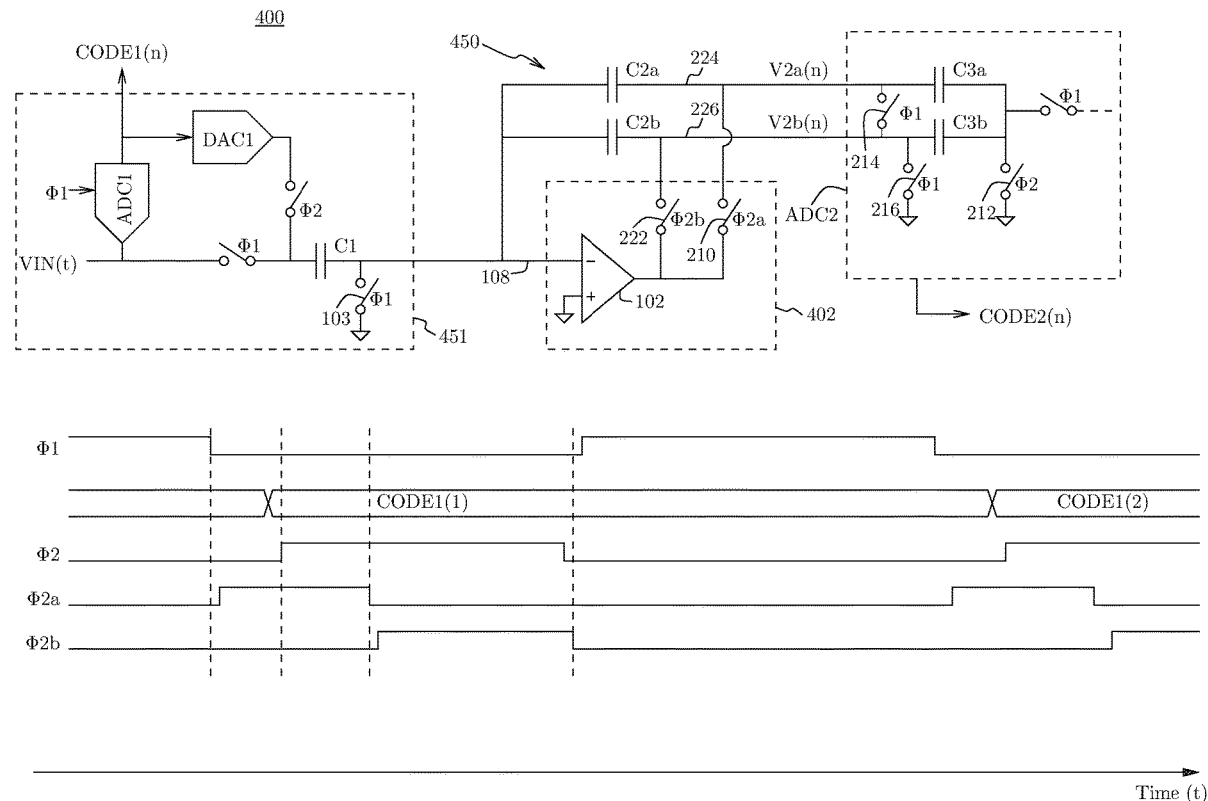 400
CODE1(n)
450
C2a
224
V2a(n)
C3a
Φ1
DAC1
C2b
226
V2b(n)
Φ1
C3b
214
Φ1
ADC1
Φ2
Φ1
216
Φ2
212
ADC2
222
Φ2b
210
Φ2a
VIN(t)
Φ1
C1
108
−
+
102
103
Φ1
451
402
CODE2(n)
Φ1
CODE1(1)
CODE1(2)
Φ2
Φ2a
Φ2b
Time (t)